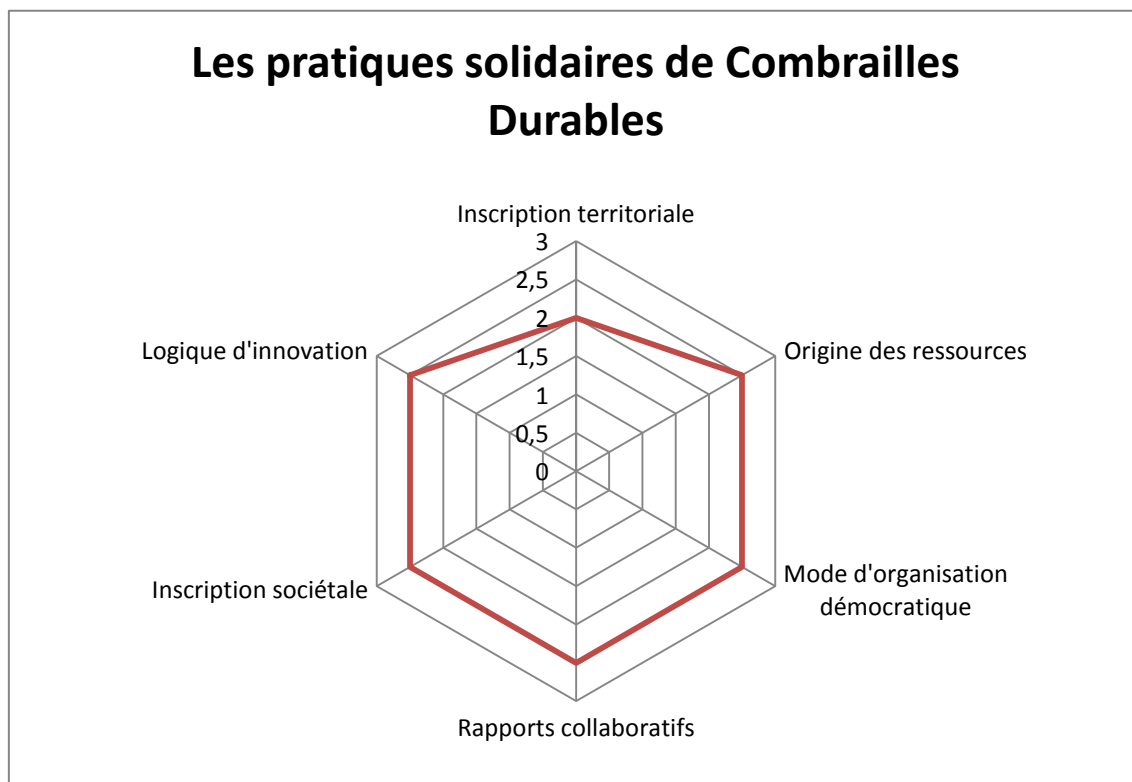 Les pratiques solidaires de Combrailles
Durables
Inscription territoriale
3
2,5
2
1,5
1
0,5
0
Origine des ressources
Mode d'organisation
démocratique
Rapports collaboratifs
Inscription sociétale
Logique d'innovation